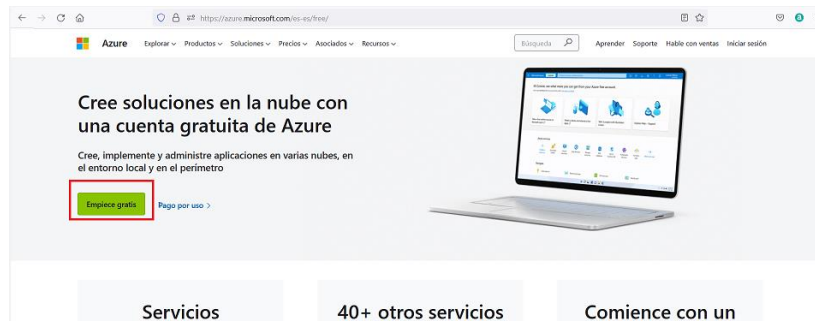 https://azure.microsoft.com/es-es/free/
Azure Explorar Productos Soluciones Precios Asociados Recursos Búsqueda Aprender Soporte Hable con ventas Iniciar sesión
Cree soluciones en la nube con
una cuenta gratuita de Azure
Cree, implemente y administre aplicaciones en varias nubes, en
el entorno local y en el perímetro
Empiece gratis Pago por uso >
Servicios 40+ otros servicios Comience con un